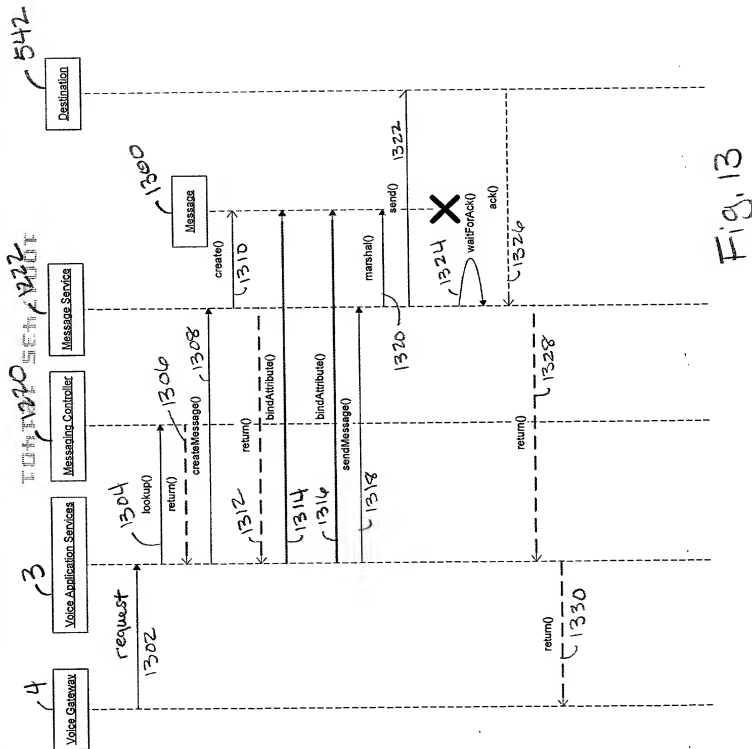 4
Voice Gateway
3
Voice Application Services
1220
Messaging Controller
1222
Message Service
1300
Message
542
Destination
request
1302
1304
lookup()
return()
1306
createMessage()
1308
create()
1310
return()
1312
bindAttribute()
1314
bindAttribute()
1316
sendMessage()
1318
marshal()
1320
send()
1322
1324
waitForAck()
ack()
1326
return()
1328
return()
1330
Fig. 13